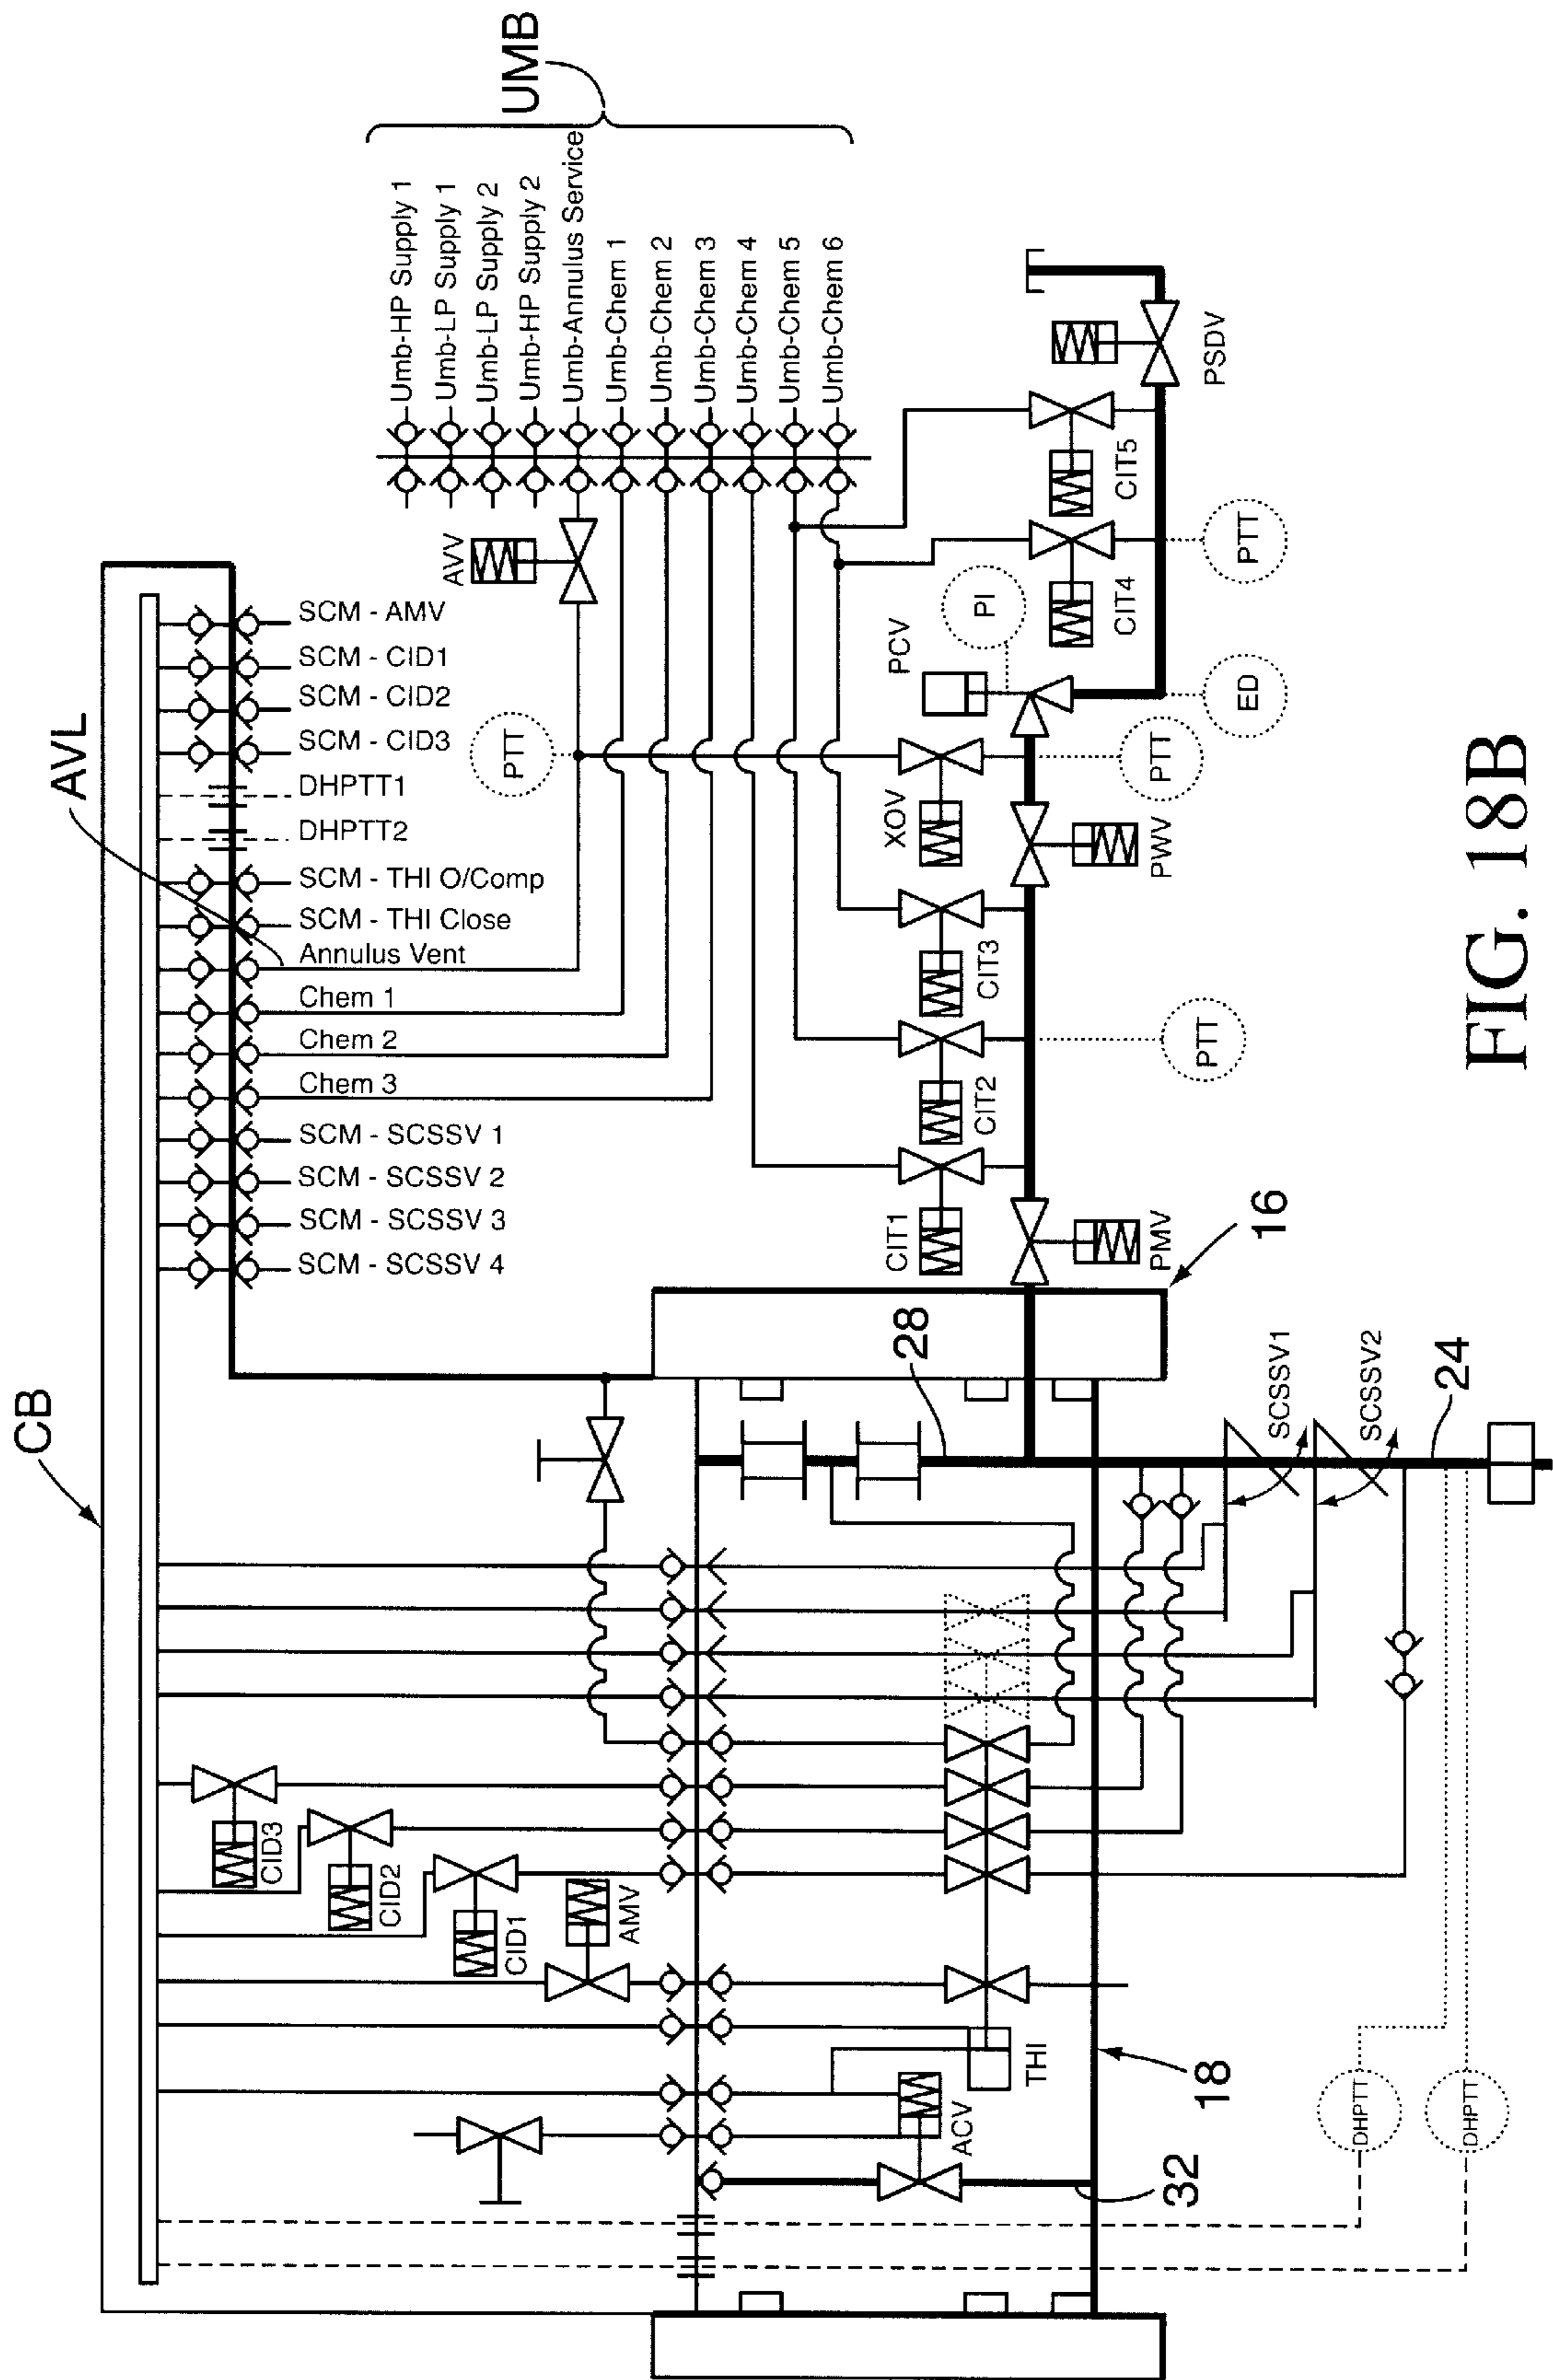 CB
AVL
UMB
SCM - AMV
SCM - CID1
SCM - CID2
SCM - CID3
DHPTT1
DHPTT2
SCM - THI O/Comp
SCM - THI Close
Annulus Vent
Chem 1
Chem 2
Chem 3
SCM - SCSSV 1
SCM - SCSSV 2
SCM - SCSSV 3
SCM - SCSSV 4
Umb-HP Supply 1
Umb-LP Supply 1
Umb-LP Supply 2
Umb-HP Supply 2
Umb-Annulus Service
Umb-Chem 1
Umb-Chem 2
Umb-Chem 3
Umb-Chem 4
Umb-Chem 5
Umb-Chem 6
AVV
PTT
CID3
CID2
CID1
AMV
ACV
THI
32
18
DHPTT
DHPTT
28
24
SCSSV1
SCSSV2
16
CIT1
CIT2
CIT3
XOV
PCV
PI
CIT4
CIT5
PMV
PTT
PWV
PTT
ED
PTT
PSDV
FIG. 18B